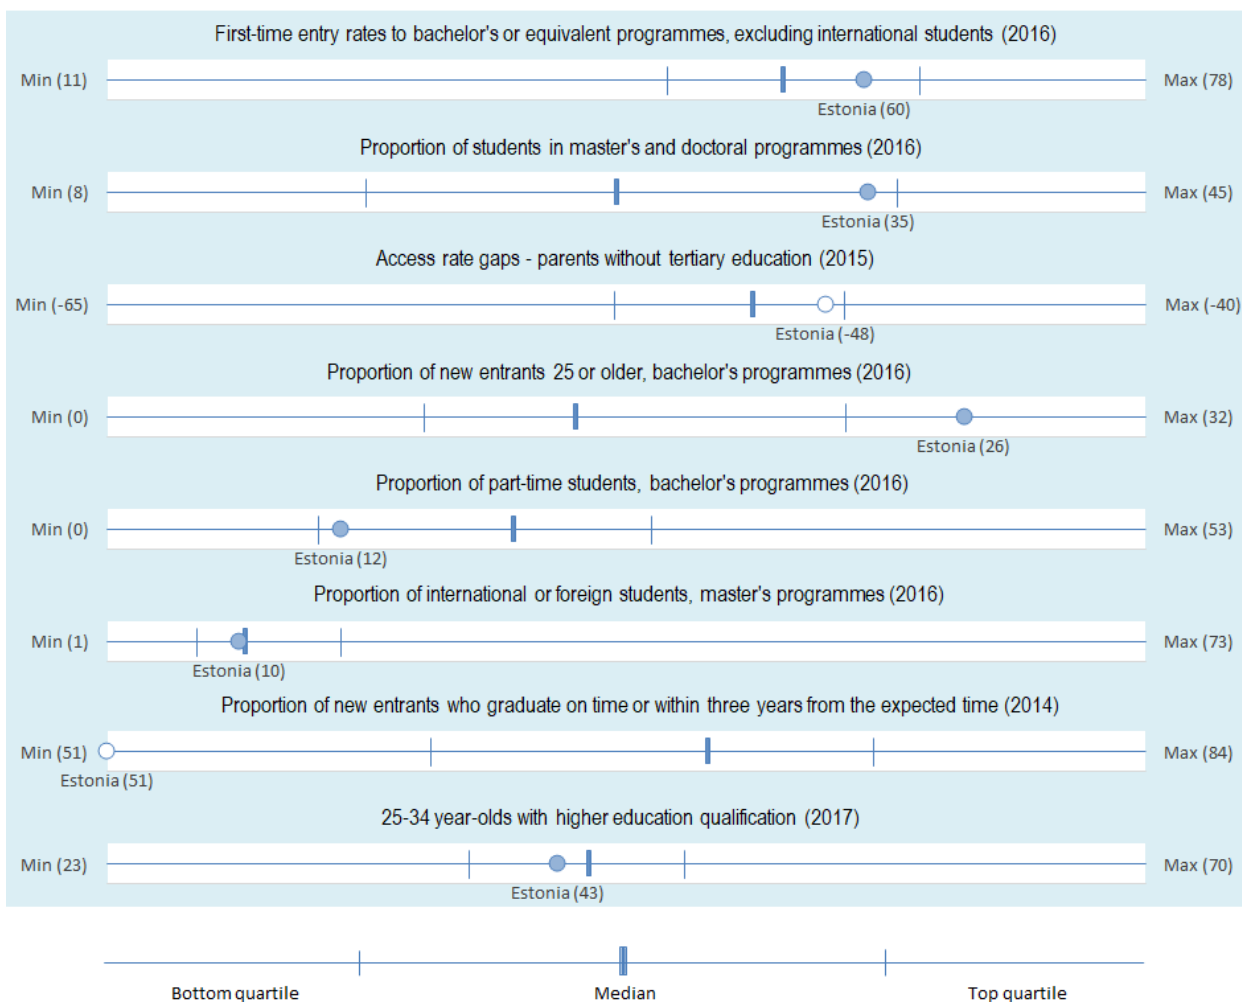 First-time entry rates to bachelor's or equivalent programmes, excluding international students (2016)
Min (11)
Max (78)
Estonia (60)
Proportion of students in master's and doctoral programmes (2016)
Min (8)
Max (45)
Estonia (35)
Access rate gaps - parents without tertiary education (2015)
Min (-65)
Max (-40)
Estonia (-48)
Proportion of new entrants 25 or older, bachelor's programmes (2016)
Min (0)
Max (32)
Estonia (26)
Proportion of part-time students, bachelor's programmes (2016)
Min (0)
Max (53)
Estonia (12)
Proportion of international or foreign students, master's programmes (2016)
Min (1)
Max (73)
Estonia (10)
Proportion of new entrants who graduate on time or within three years from the expected time (2014)
Min (51)
Max (84)
Estonia (51)
25-34 year-olds with higher education qualification (2017)
Min (23)
Max (70)
Estonia (43)
Bottom quartile
Median
Top quartile